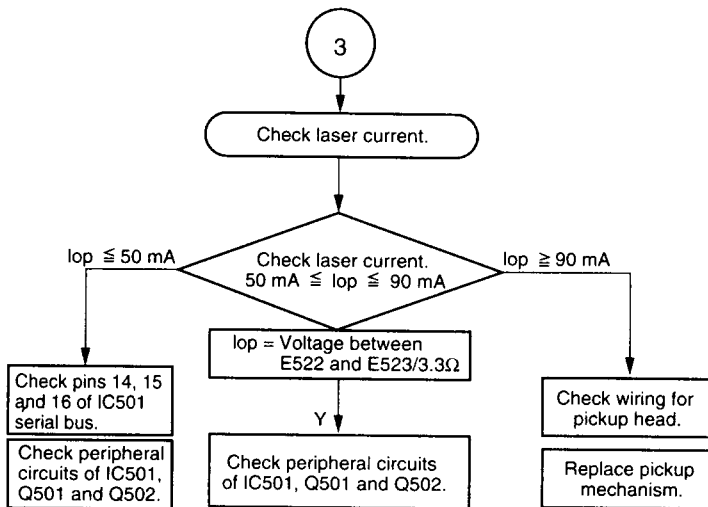 3
Check laser current.
Iop ≦ 50 mA
Check laser current.
50 mA ≦ Iop ≦ 90 mA
Iop ≧ 90 mA
Iop = Voltage between
E522 and E523/3.3Ω
Check pins 14, 15
and 16 of IC501
serial bus.
Check peripheral
circuits of IC501,
Q501 and Q502.
Y
Check peripheral circuits
of IC501, Q501 and Q502.
Check wiring for
pickup head.
Replace pickup
mechanism.